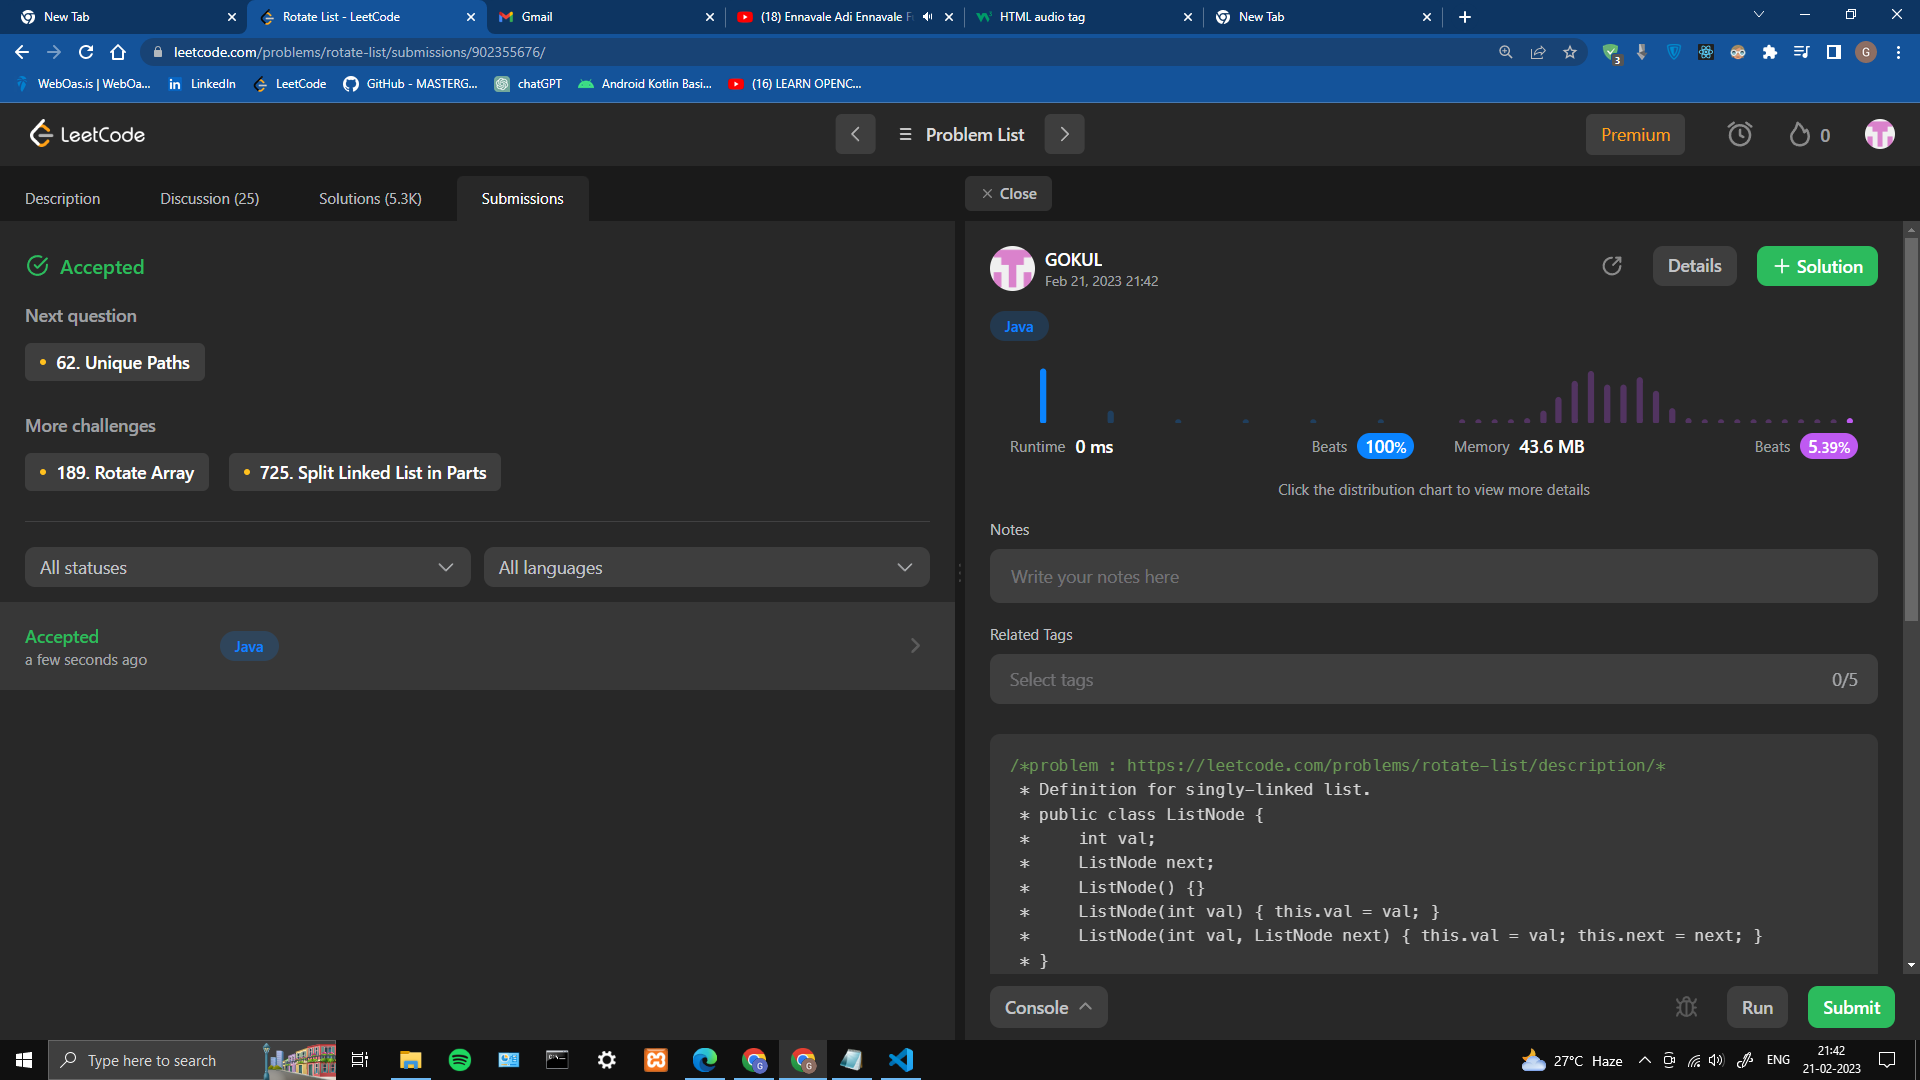 New Tab
Rotate List - LeetCode
Gmail
(18) Ennavale Adi Ennavale F
HTML audio tag
New Tab
leetcode.com/problems/rotate-list/submissions/902355676/
3
G
WebOas.is | WebOa...
LinkedIn
LeetCode
GitHub - MASTERG...
chatGPT
Android Kotlin Basi...
(16) LEARN OPENC...
LeetCode
Problem List
Premium
0
Description
Discussion (25)
Solutions (5.3K)
Submissions
Close
Accepted
Next question
62. Unique Paths
More challenges
189. Rotate Array
725. Split Linked List in Parts
All statuses
All languages
Accepted
a few seconds ago
Java
GOKUL
Feb 21, 2023 21:42
Details
+ Solution
Java
Runtime 0 ms
Beats 100%
Memory 43.6 MB
Beats 5.39%
Click the distribution chart to view more details
Notes
Write your notes here
Related Tags
Select tags
0/5
/*problem : https://leetcode.com/problems/rotate-list/description/*
* Definition for singly-linked list.
* public class ListNode {
*     int val;
*     ListNode next;
*     ListNode() {}
*     ListNode(int val) { this.val = val; }
*     ListNode(int val, ListNode next) { this.val = val; this.next = next; }
* }
Console
Run
Submit
Type here to search
27°C Haze
ENG
21:42
21-02-2023